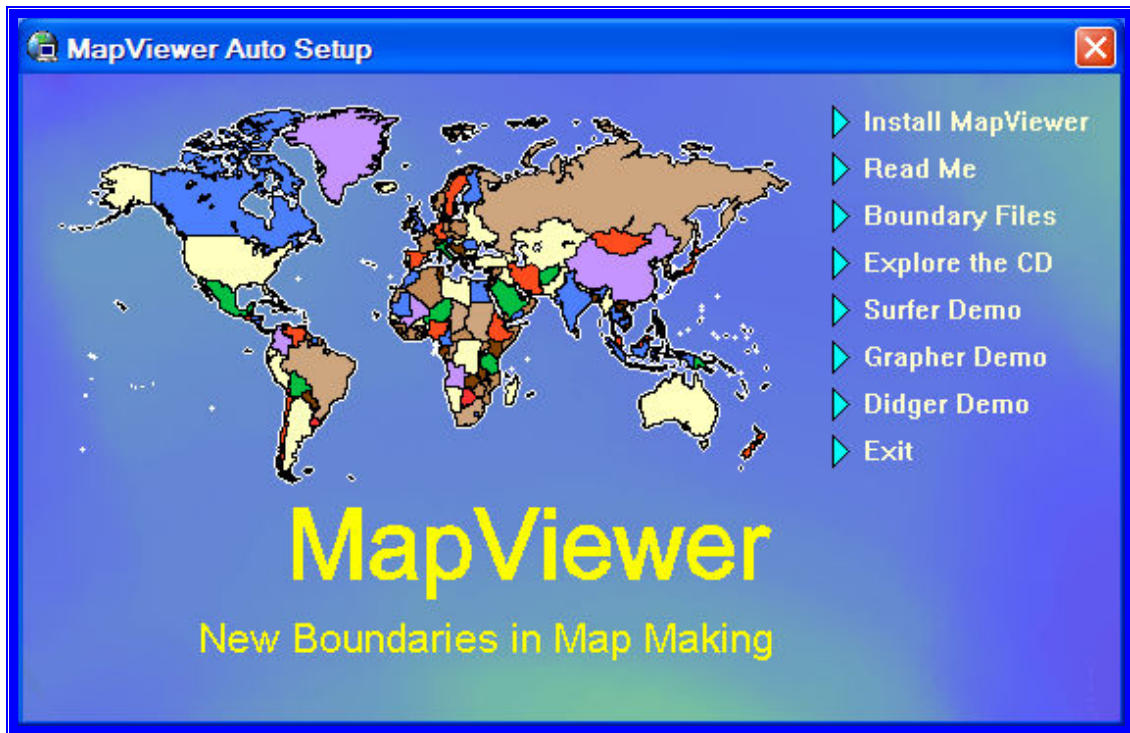 MapViewer Auto Setup
Install MapViewer
Read Me
Boundary Files
Explore the CD
Surfer Demo
Grapher Demo
Didger Demo
Exit
MapViewer
New Boundaries in Map Making